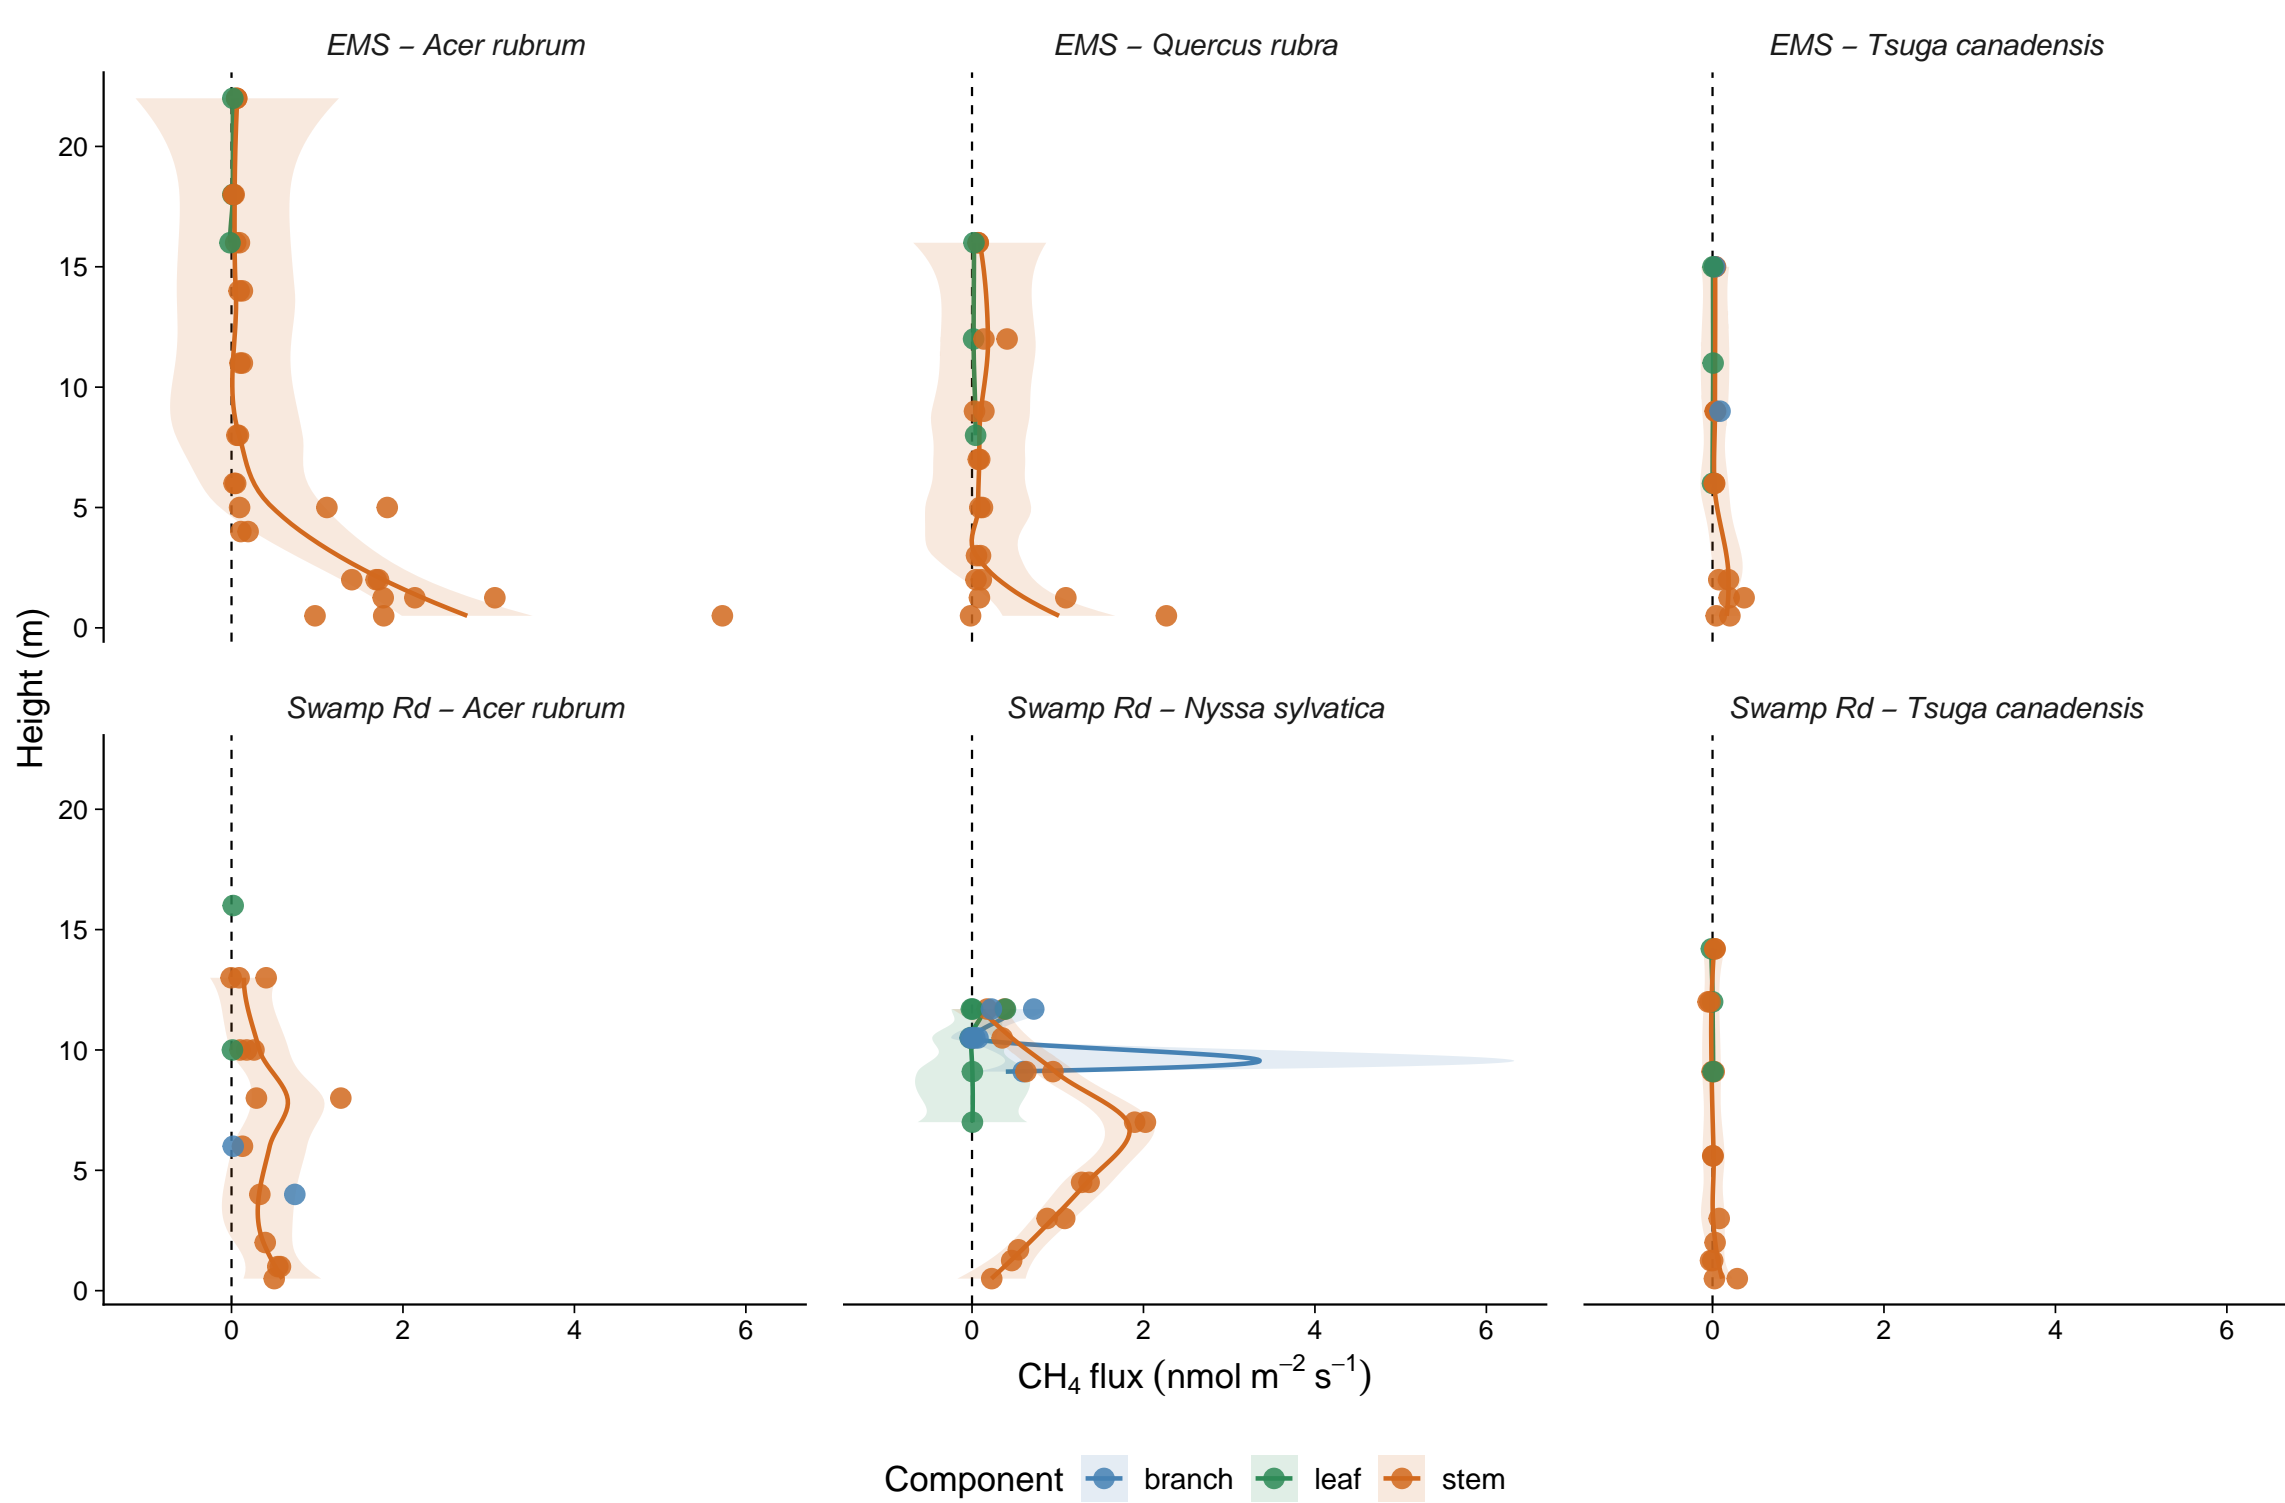 EMS – Acer rubrum
EMS – Quercus rubra
EMS – Tsuga canadensis
20
15
10
5
0
Height (m)
Swamp Rd – Acer rubrum
Swamp Rd – Nyssa sylvatica
Swamp Rd – Tsuga canadensis
20
15
10
5
0
0 2 4 6
0 2 4 6
0 2 4 6
CH₄ flux (nmol m⁻² s⁻¹)
Component branch leaf stem